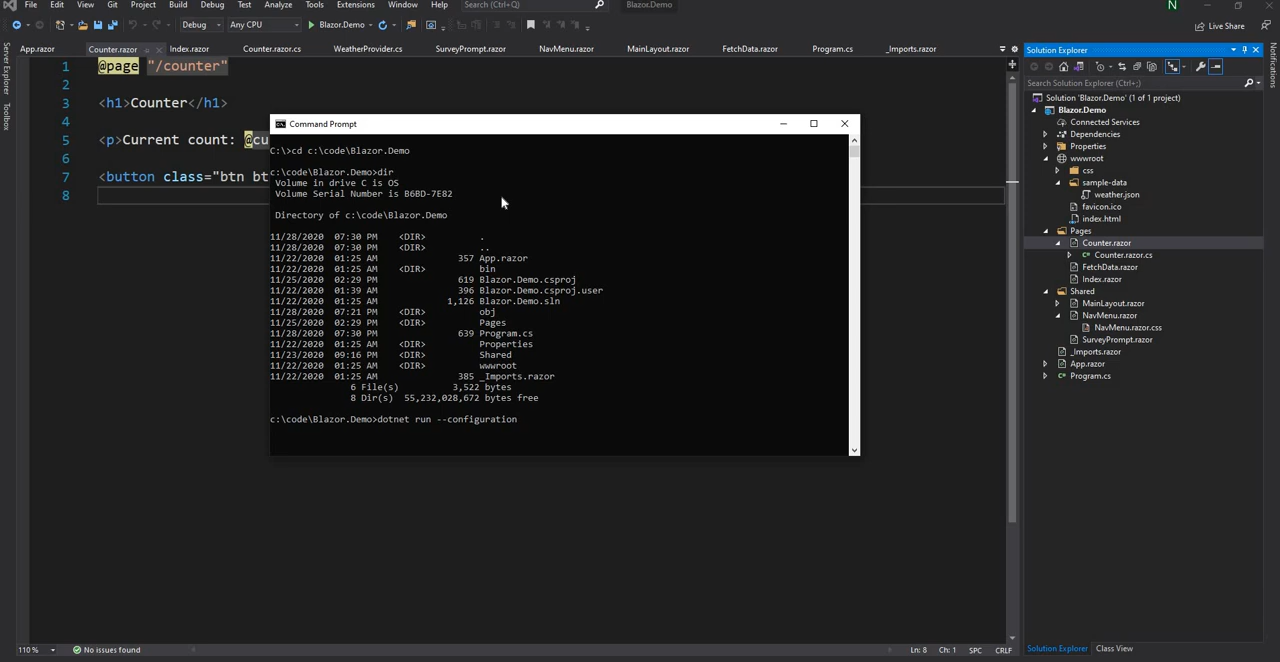 File Edit View Git Project Build Debug Test Analyze Tools Extensions Window Help Search (Ctrl+Q) Blazor.Demo N
Debug Any CPU Blazor.Demo Live Share
App.razor Counter.razor Index.razor Counter.razor.cs WeatherProvider.cs SurveyPrompt.razor NavMenu.razor MainLayout.razor FetchData.razor Program.cs _Imports.razor
Server Explorer
Toolbox
1 @page "/counter"
2
3 <h1>Counter</h1>
4
5 <p>Current count: @cu
6
7 <button class="btn bt
8
Command Prompt
C:\>cd c:\code\Blazor.Demo
c:\code\Blazor.Demo>dir
Volume in drive C is OS
Volume Serial Number is B6BD-7E82
Directory of c:\code\Blazor.Demo
11/28/2020 07:30 PM <DIR> .
11/28/2020 07:30 PM <DIR> ..
11/22/2020 01:25 AM 357 App.razor
11/22/2020 01:25 AM <DIR> bin
11/25/2020 02:29 PM 619 Blazor.Demo.csproj
11/22/2020 01:39 AM 396 Blazor.Demo.csproj.user
11/22/2020 01:25 AM 1,126 Blazor.Demo.sln
11/28/2020 07:21 PM <DIR> obj
11/25/2020 02:29 PM <DIR> Pages
11/28/2020 07:30 PM 639 Program.cs
11/22/2020 01:25 AM <DIR> Properties
11/23/2020 09:16 PM <DIR> Shared
11/22/2020 01:25 AM <DIR> wwwroot
11/22/2020 01:25 AM 385 _Imports.razor
6 File(s) 3,522 bytes
8 Dir(s) 55,232,028,672 bytes free
c:\code\Blazor.Demo>dotnet run --configuration
Solution Explorer
Search Solution Explorer (Ctrl+;)
Solution 'Blazor.Demo' (1 of 1 project)
Blazor.Demo
Connected Services
Dependencies
Properties
wwwroot
css
sample-data
weather.json
favicon.ico
index.html
Pages
Counter.razor
Counter.razor.cs
FetchData.razor
Index.razor
Shared
MainLayout.razor
NavMenu.razor
NavMenu.razor.css
SurveyPrompt.razor
_Imports.razor
App.razor
Program.cs
Notifications
110 % No issues found Ln: 8 Ch: 1 SPC CRLF
Solution Explorer Class View